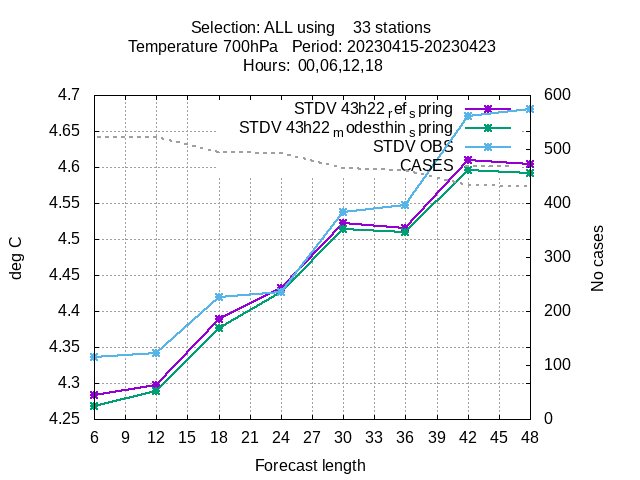 Selection: ALL using 33 stations
Temperature 700hPa Period: 20230415-20230423
Hours: 00,06,12,18
STDV 43h22_ref_spring
STDV 43h22_modesthin_spring
STDV OBS
CASES
4.7
4.65
4.6
4.55
4.5
4.45
4.4
4.35
4.3
4.25
deg C
600
500
400
300
200
100
0
No cases
6 9 12 15 18 21 24 27 30 33 36 39 42 45 48
Forecast length